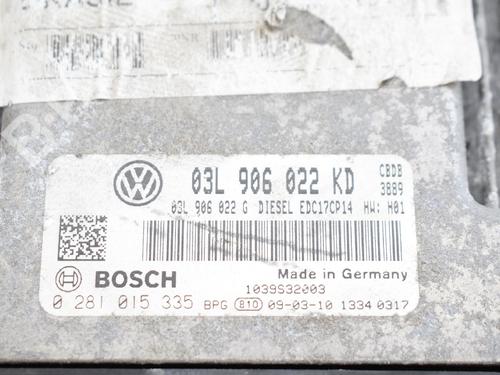 03L 906 022 KD
CBDB
3889
03L 906 022 G DIESEL EDC17CP14 HW: H01
BOSCH
Made in Germany
1039S32003
0 281 015 335 BPG 810 09-03-10 1334 0317